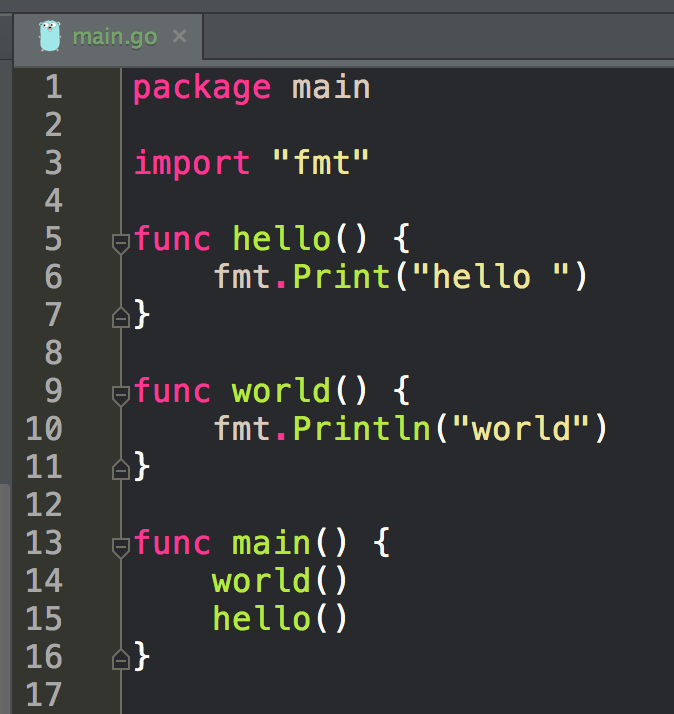 main.go
1 package main
2
3 import "fmt"
4
5 func hello() {
6     fmt.Print("hello ")
7 }
8
9 func world() {
10     fmt.Println("world")
11 }
12
13 func main() {
14     world()
15     hello()
16 }
17